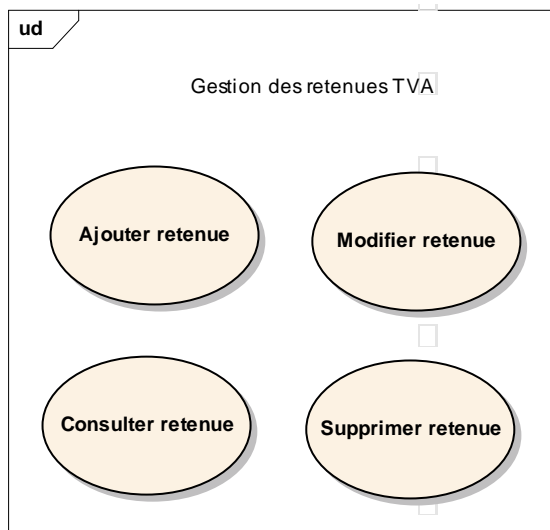 ud
Gestion des retenues TVA
Ajouter retenue
Modifier retenue
Consulter retenue
Supprimer retenue